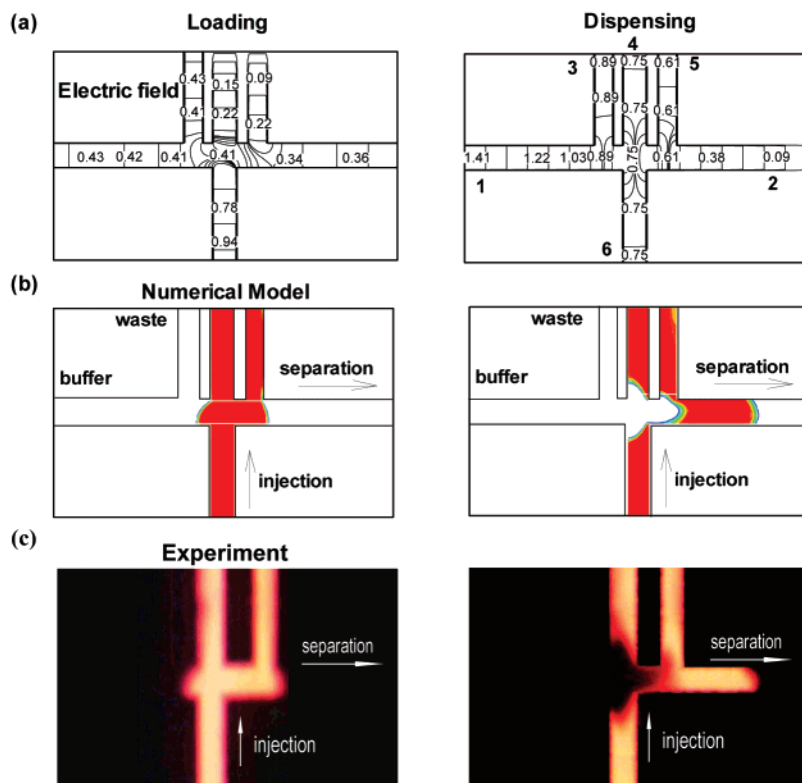 (a)
Loading
Dispensing
Electric field
0.43
0.15
0.09
0.41
0.22
0.22
0.43 0.42 0.41 0.41 0.34 0.36
0.78
0.94
3
4
5
0.89
0.75
0.61
0.89
0.75
0.61
1.41 1.22 1.03 0.89 0.75 0.61 0.38 0.09
1
2
0.75
6
0.75
(b)
Numerical Model
waste
buffer
separation
injection
waste
buffer
separation
injection
(c)
Experiment
separation
injection
separation
injection